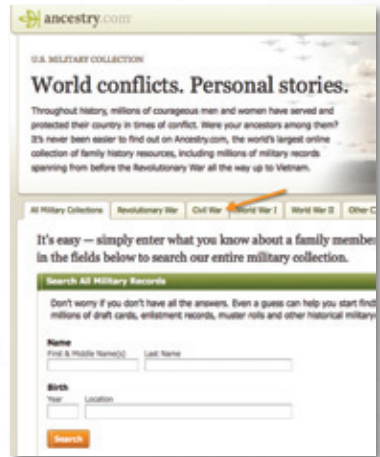 ancestry.com
U.S. MILITARY COLLECTION
World conflicts. Personal stories.
Throughout history, millions of courageous men and women have served and
protected their country in times of conflict. Were your ancestors among them?
It's never been easier to find out on Ancestry.com, the world's largest online
collection of family history resources, including millions of military records
spanning from before the Revolutionary War all the way up to Vietnam.
All Military Collections Revolutionary War Civil War World War I World War II Other C
It's easy — simply enter what you know about a family membe
in the fields below to search our entire military collection.
Search All Military Records
Don't worry if you don't have all the answers. Even a guess can help you start find
millions of draft cards, enlistment records, muster rolls and other historical military
Name
First & Middle Name(s) Last Name
Birth
Year Location
Search